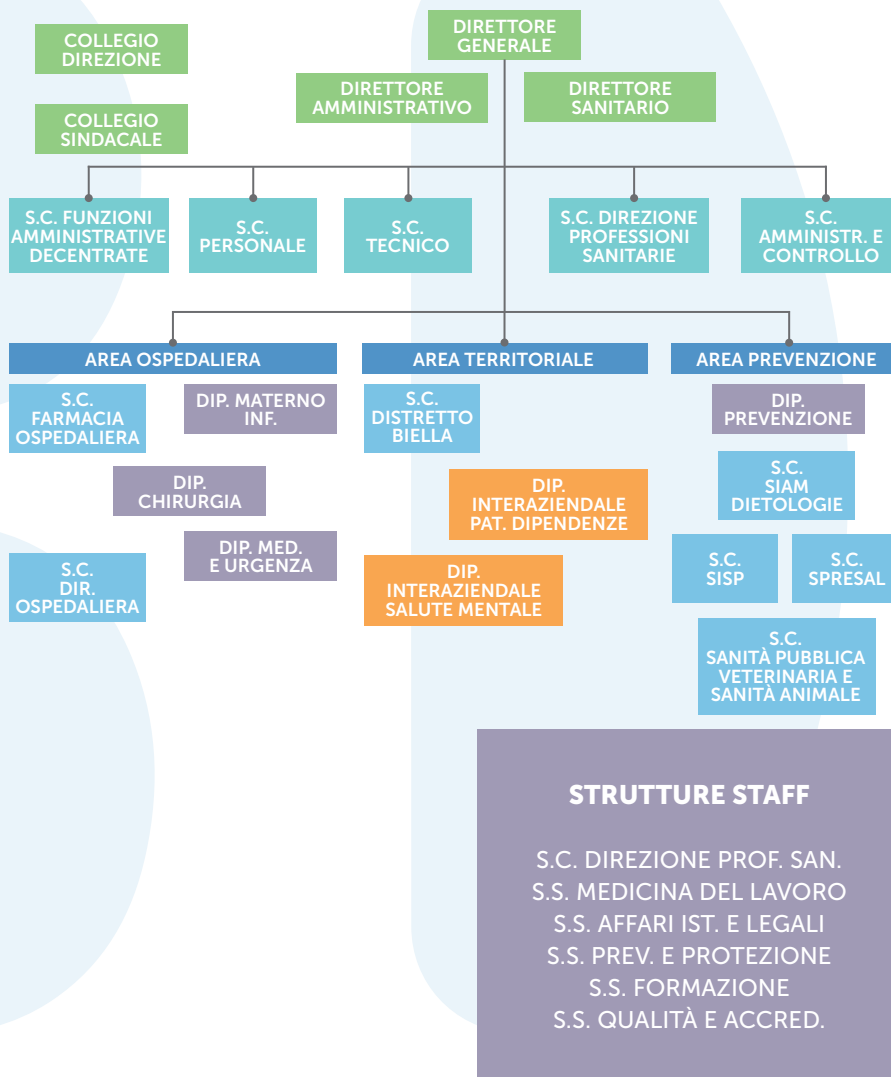 COLLEGIO
DIREZIONE
DIRETTORE
GENERALE
DIRETTORE
AMMINISTRATIVO
DIRETTORE
SANITARIO
COLLEGIO
SINDACALE
S.C. FUNZIONI
AMMINISTRATIVE
DECENTRATE
S.C.
PERSONALE
S.C.
TECNICO
S.C. DIREZIONE
PROFESSIONI
SANITARIE
S.C.
AMMINISTR. E
CONTROLLO
AREA OSPEDALIERA
S.C.
FARMACIA
OSPEDALIERA
DIP. MATERNO
INF.
DIP.
CHIRURGIA
DIP. MED.
E URGENZA
S.C.
DIR.
OSPEDALIERA
AREA TERRITORIALE
S.C.
DISTRETTO
BIELLA
DIP.
INTERAZIENDALE
PAT. DIPENDENZE
DIP.
INTERAZIENDALE
SALUTE MENTALE
AREA PREVENZIONE
DIP.
PREVENZIONE
S.C.
SIAM
DIETOLOGIE
S.C.
SISP
S.C.
SPRESAL
S.C.
SANITÀ PUBBLICA
VETERINARIA E
SANITÀ ANIMALE
STRUTTURE STAFF
S.C. DIREZIONE PROF. SAN.
S.S. MEDICINA DEL LAVORO
S.S. AFFARI IST. E LEGALI
S.S. PREV. E PROTEZIONE
S.S. FORMAZIONE
S.S. QUALITÀ E ACCRED.